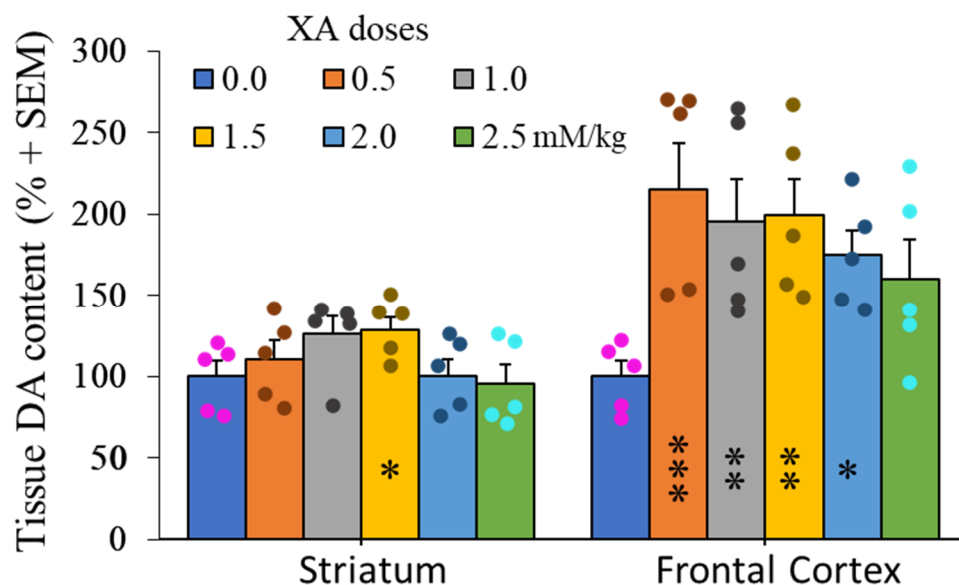 XA doses
0.0 0.5 1.0
1.5 2.0 2.5 mM/kg
Tissue DA content (% + SEM)
300
250
200
150
100
50
0
*
***
**
**
*
Striatum Frontal Cortex